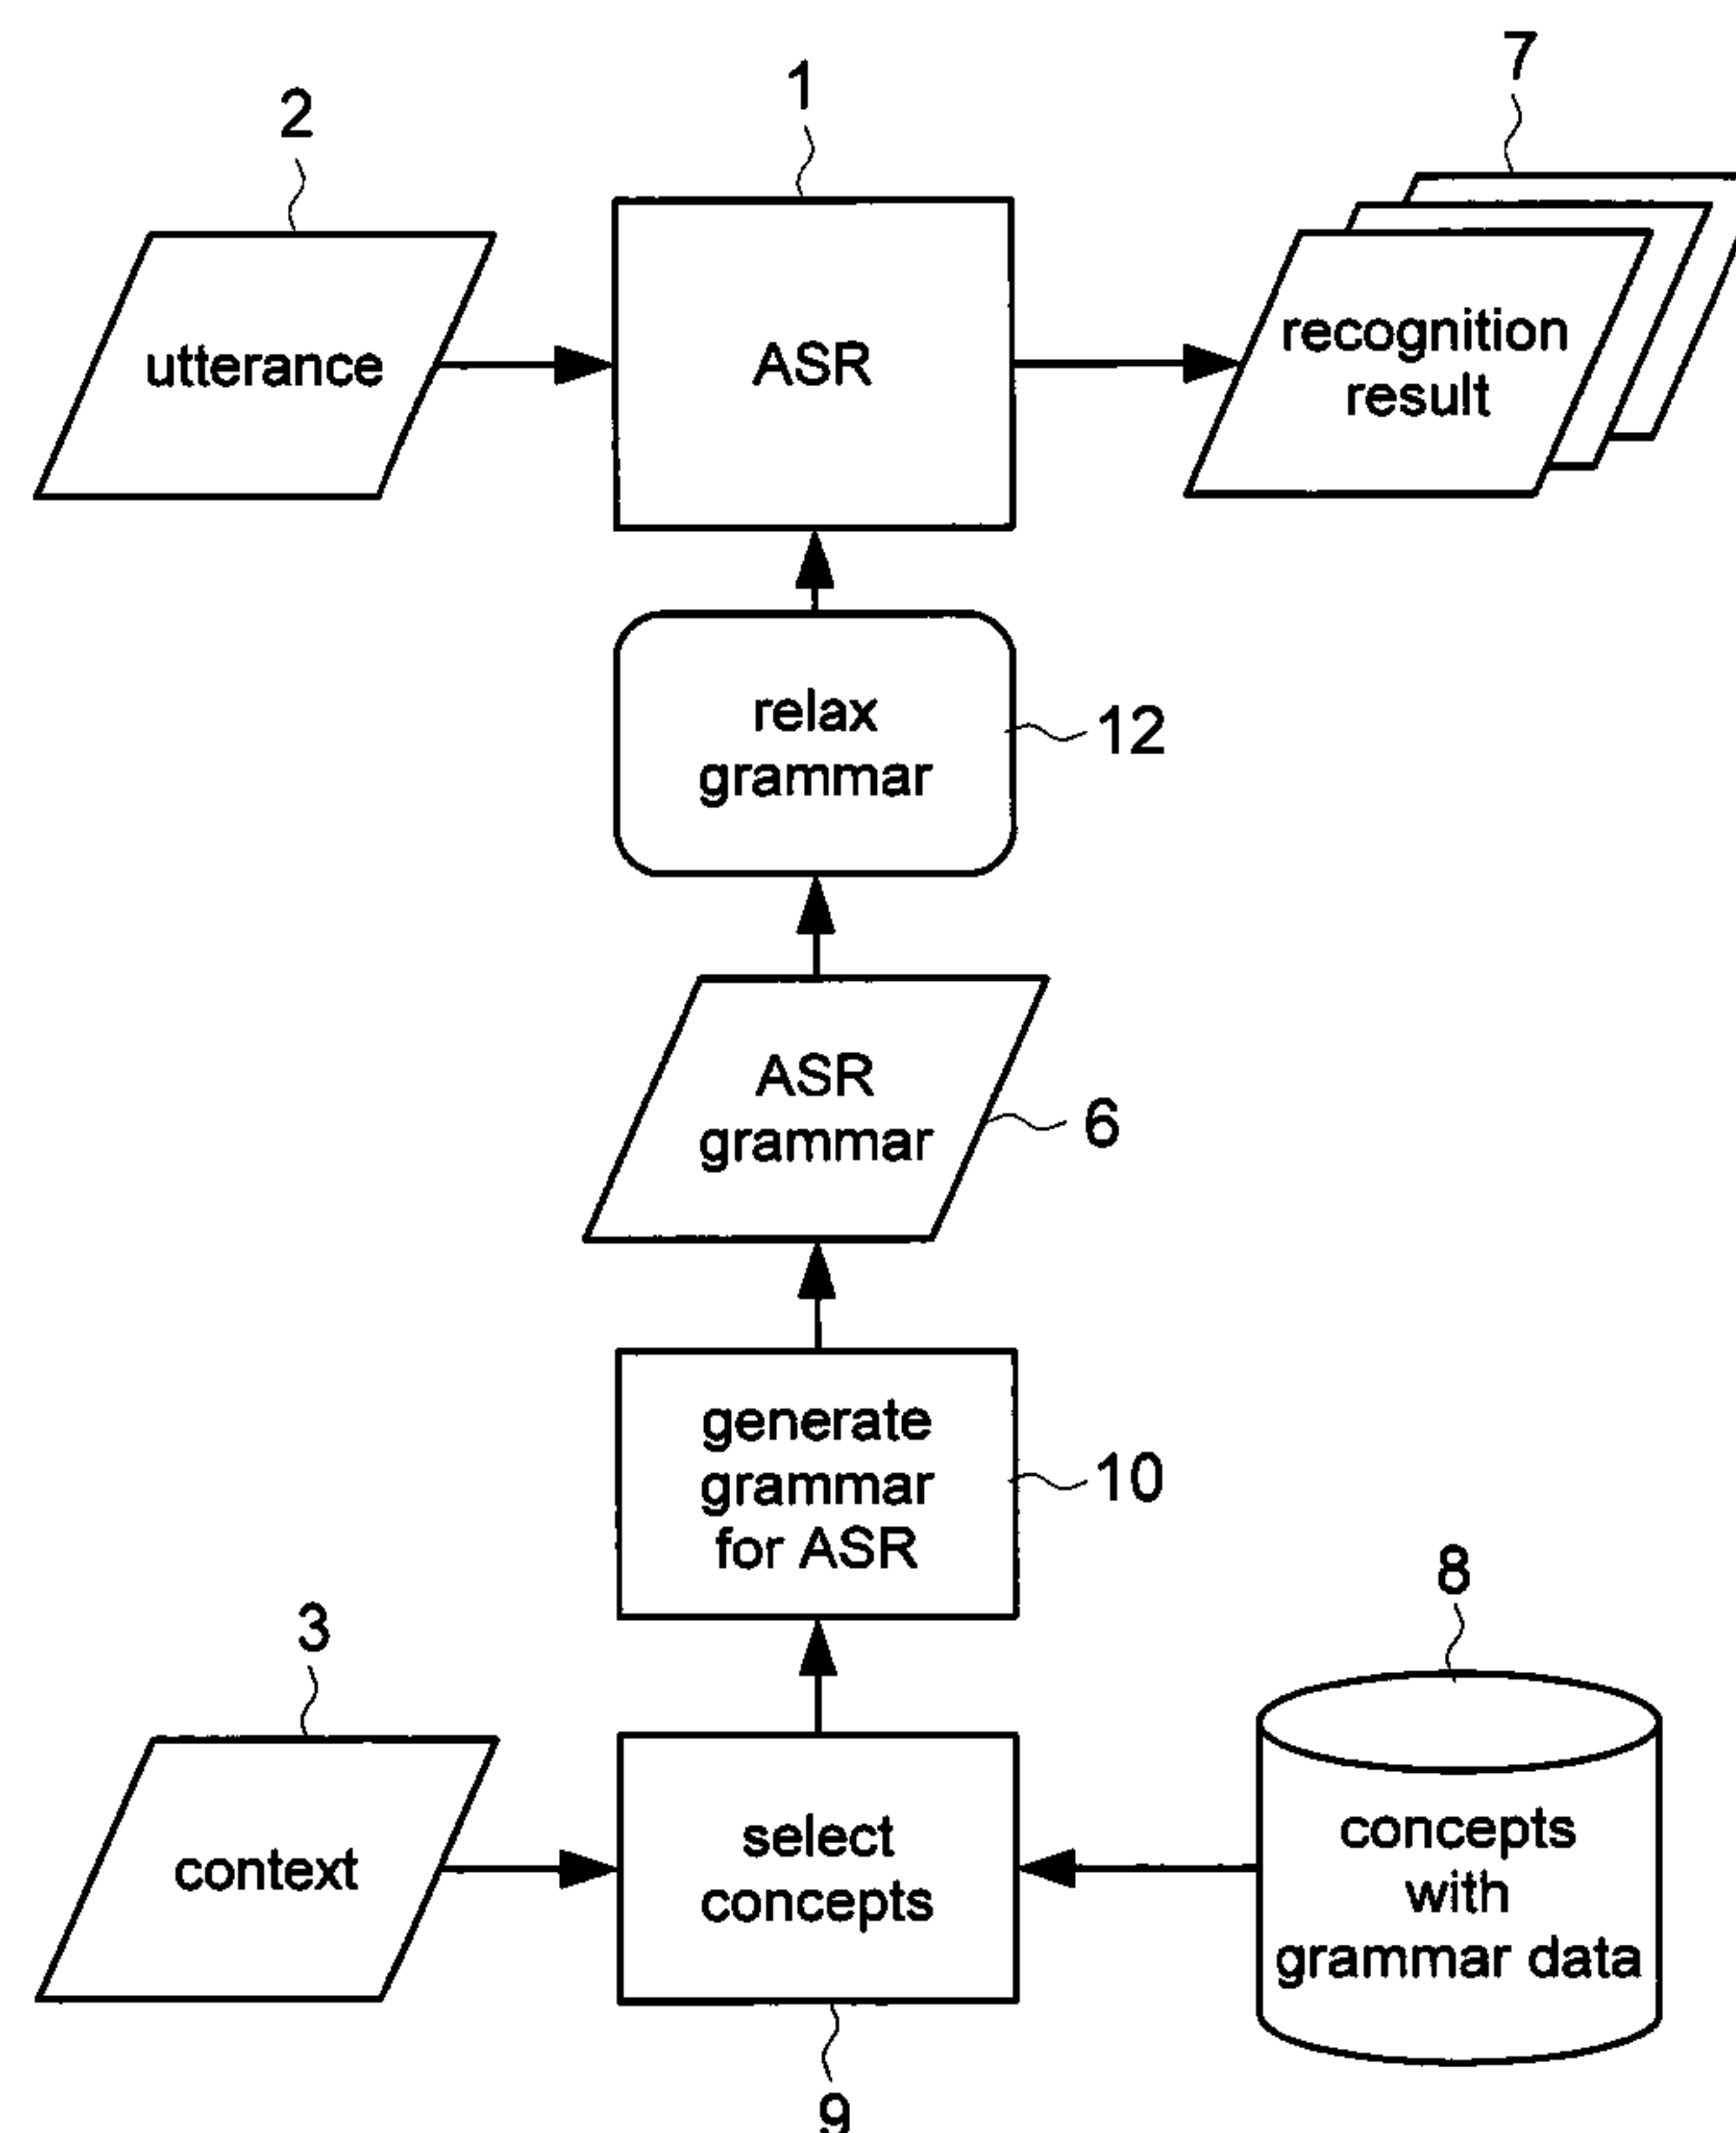 7
1
2
utterance
ASR
recognition
result
relax
grammar
12
ASR
grammar
6
generate
grammar
for ASR
10
8
3
context
select
concepts
concepts
with
grammar data
9